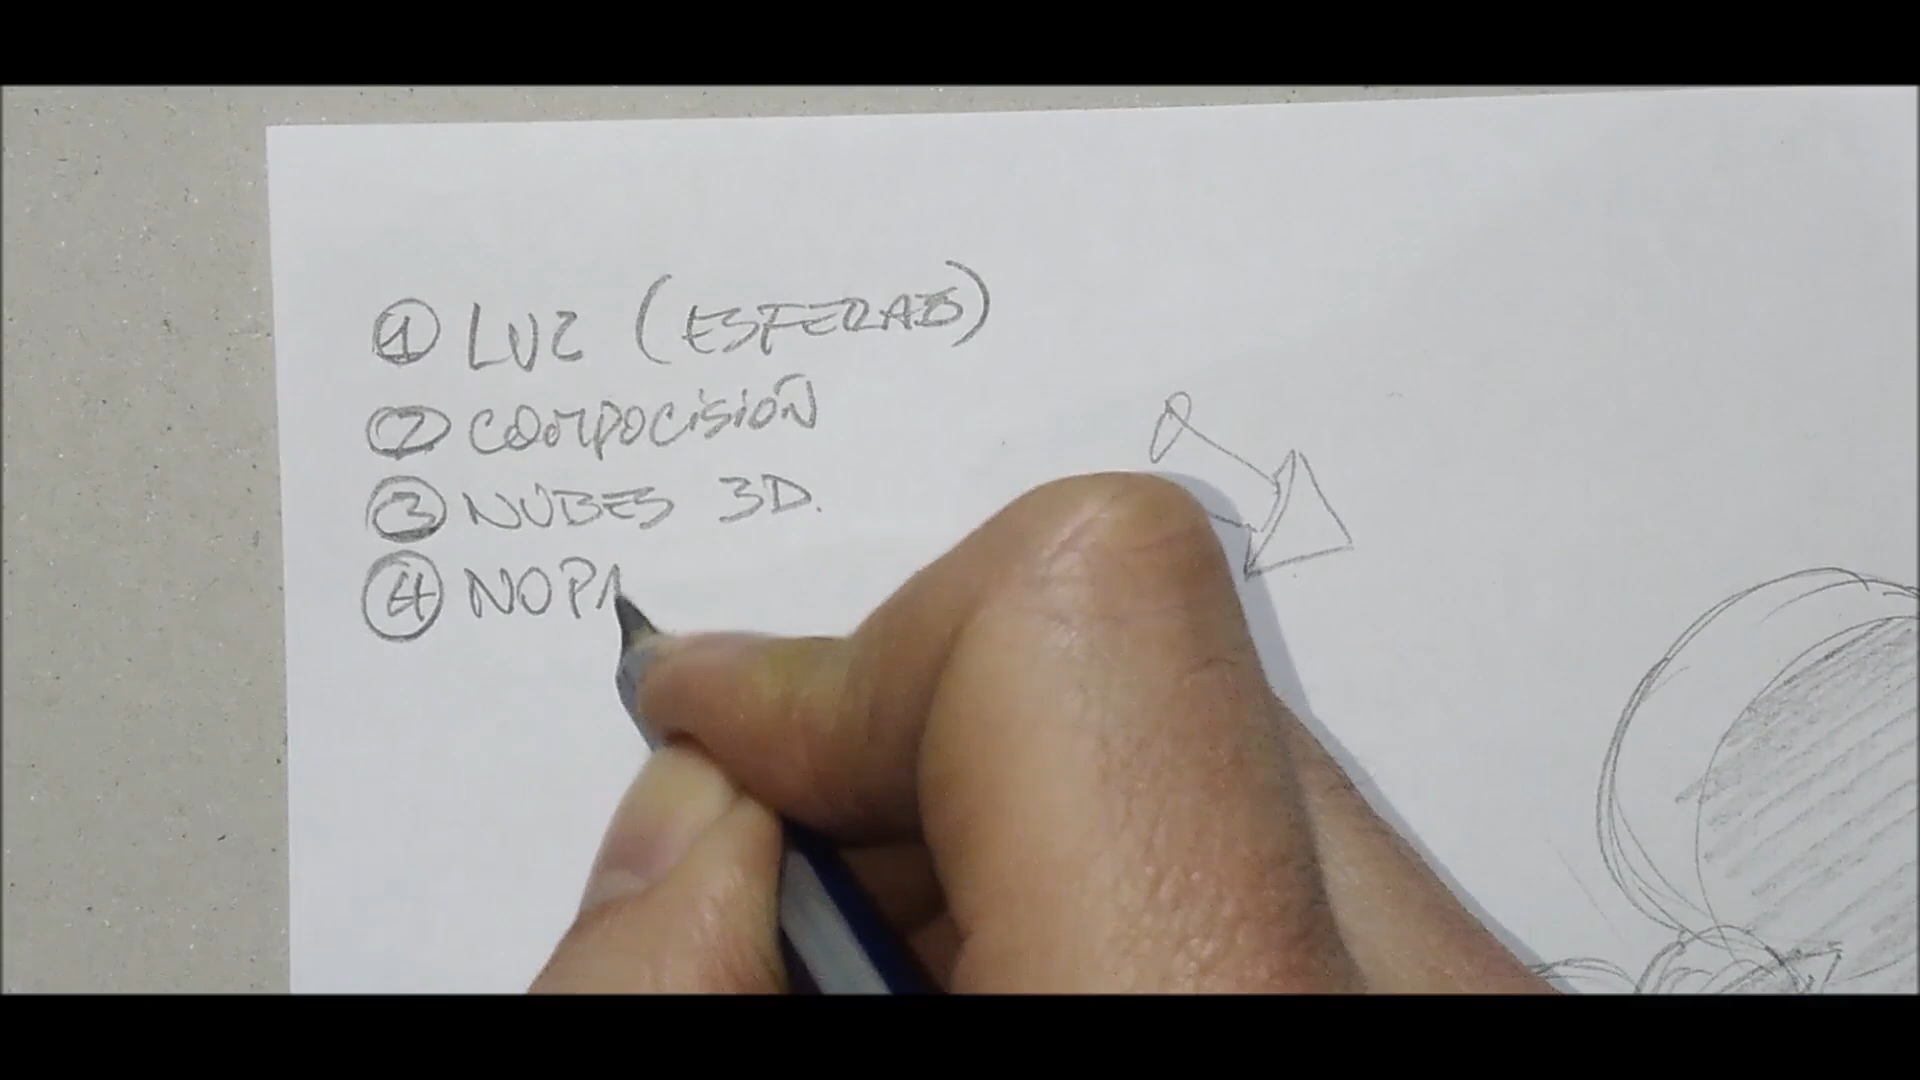 ① LUZ (ESFERAS)
② COMPOCISIÓN
③ NUBES 3D.
④ NOPA